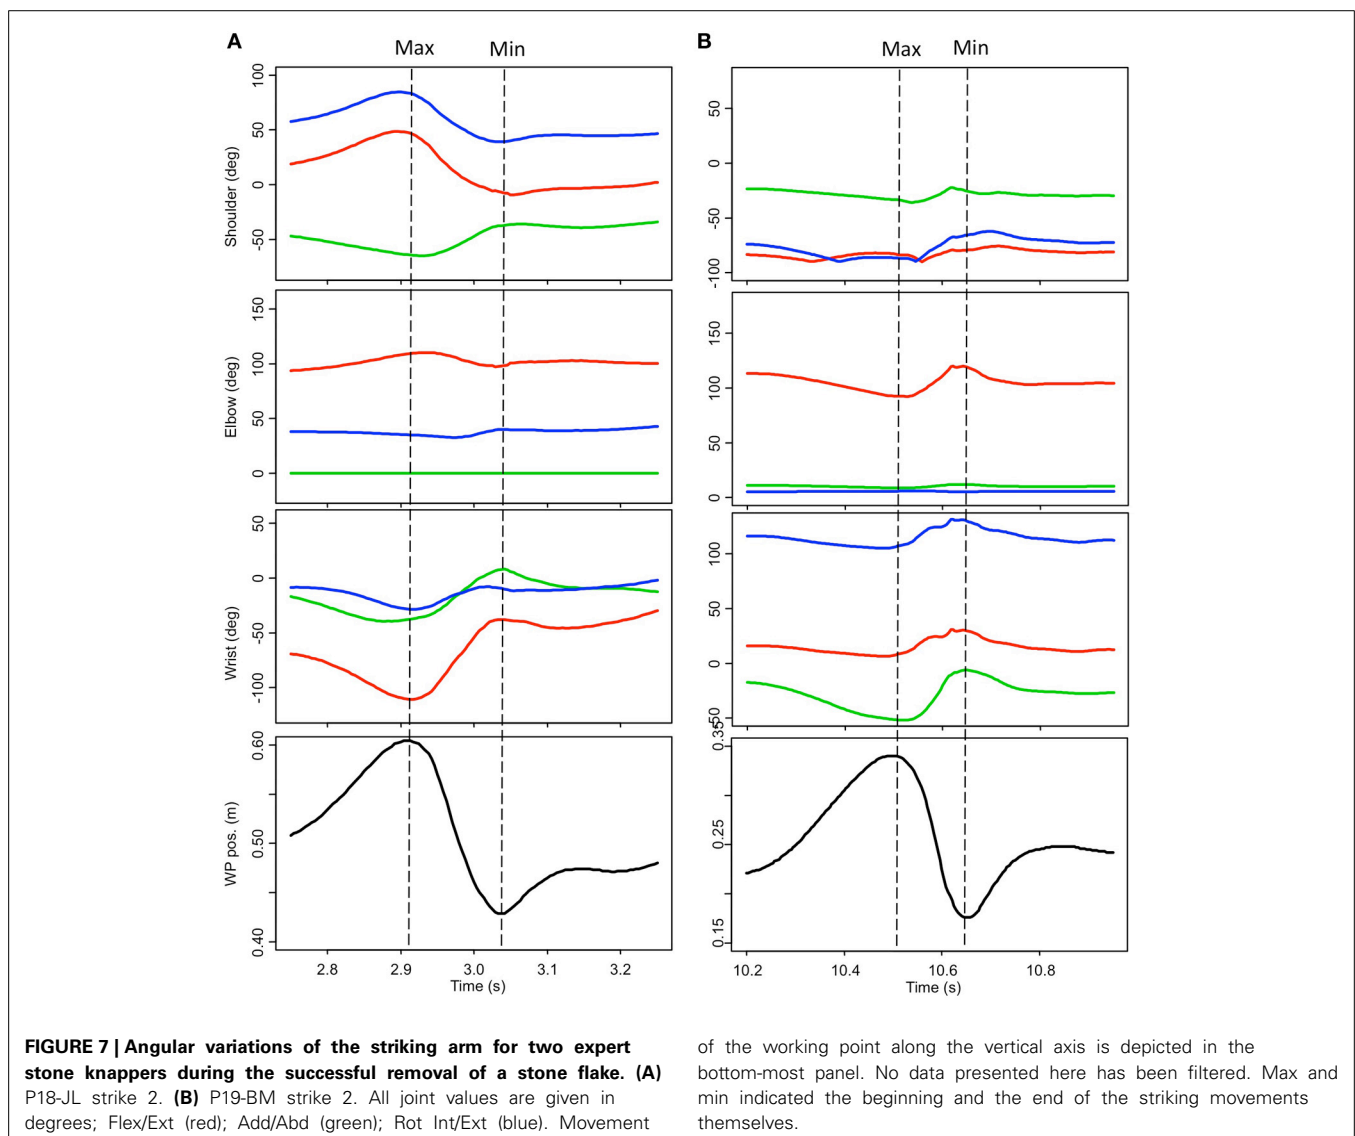 A
B
Max
Min
Max
Min
Shoulder (deg)
100
50
0
-50
50
0
-50
-100
Elbow (deg)
150
100
50
0
150
100
50
0
Wrist (deg)
50
0
-50
-100
100
50
0
-50
WP pos. (m)
0.60
0.50
0.40
0.35
0.25
0.15
2.8 2.9 3.0 3.1 3.2
Time (s)
10.2 10.4 10.6 10.8
Time (s)
FIGURE 7 | Angular variations of the striking arm for two expert
stone knappers during the successful removal of a stone flake. (A)
P18-JL strike 2. (B) P19-BM strike 2. All joint values are given in
degrees; Flex/Ext (red); Add/Abd (green); Rot Int/Ext (blue). Movement
of the working point along the vertical axis is depicted in the
bottom-most panel. No data presented here has been filtered. Max and
min indicated the beginning and the end of the striking movements
themselves.